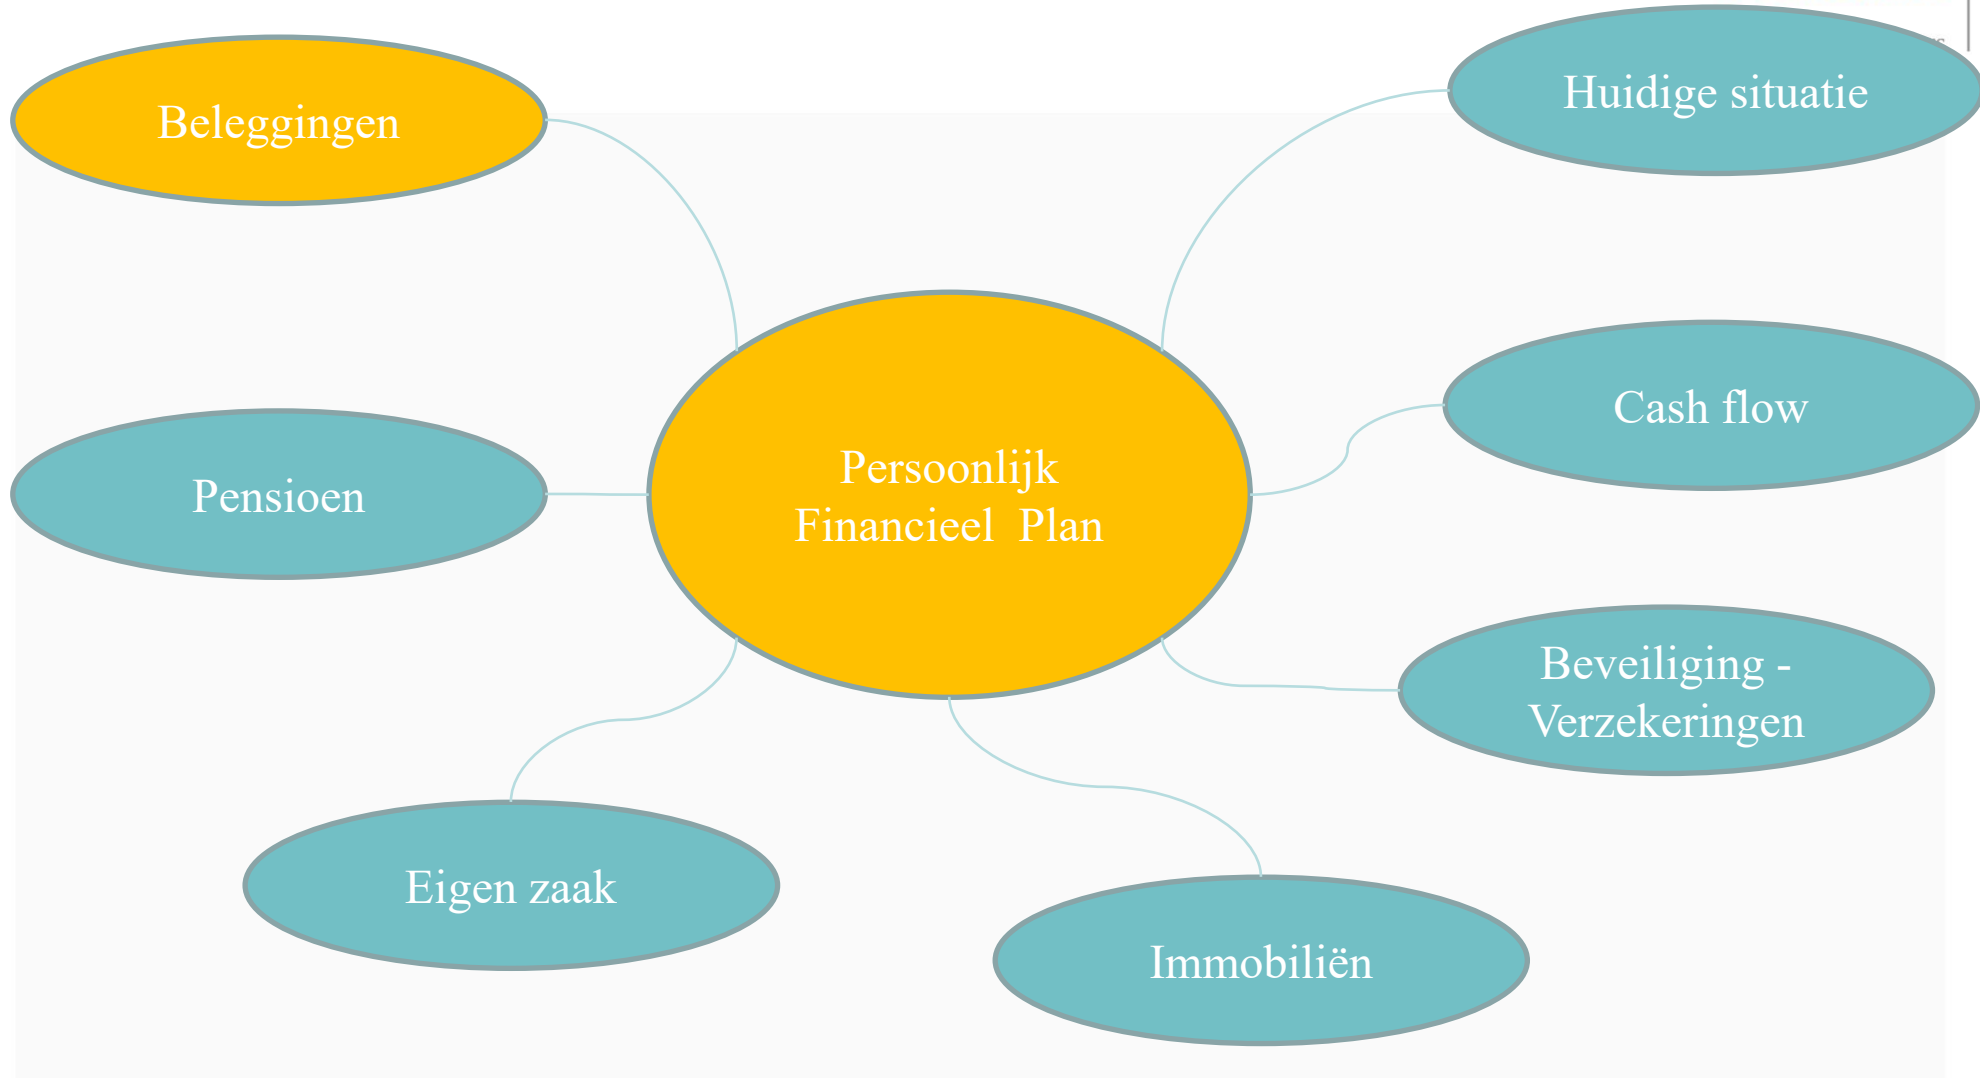 Beleggingen
Huidige situatie
Cash flow
Pensioen
Persoonlijk
Financieel Plan
Beveiliging -
Verzekeringen
Eigen zaak
Immobiliën